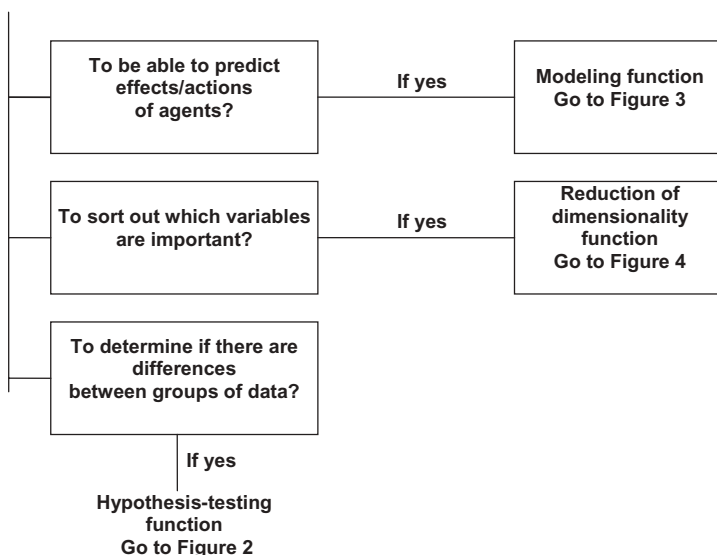 To be able to predict
effects/actions
of agents?
If yes
Modeling function
Go to Figure 3
To sort out which variables
are important?
If yes
Reduction of
dimensionality
function
Go to Figure 4
To determine if there are
differences
between groups of data?
If yes
Hypothesis-testing
function
Go to Figure 2